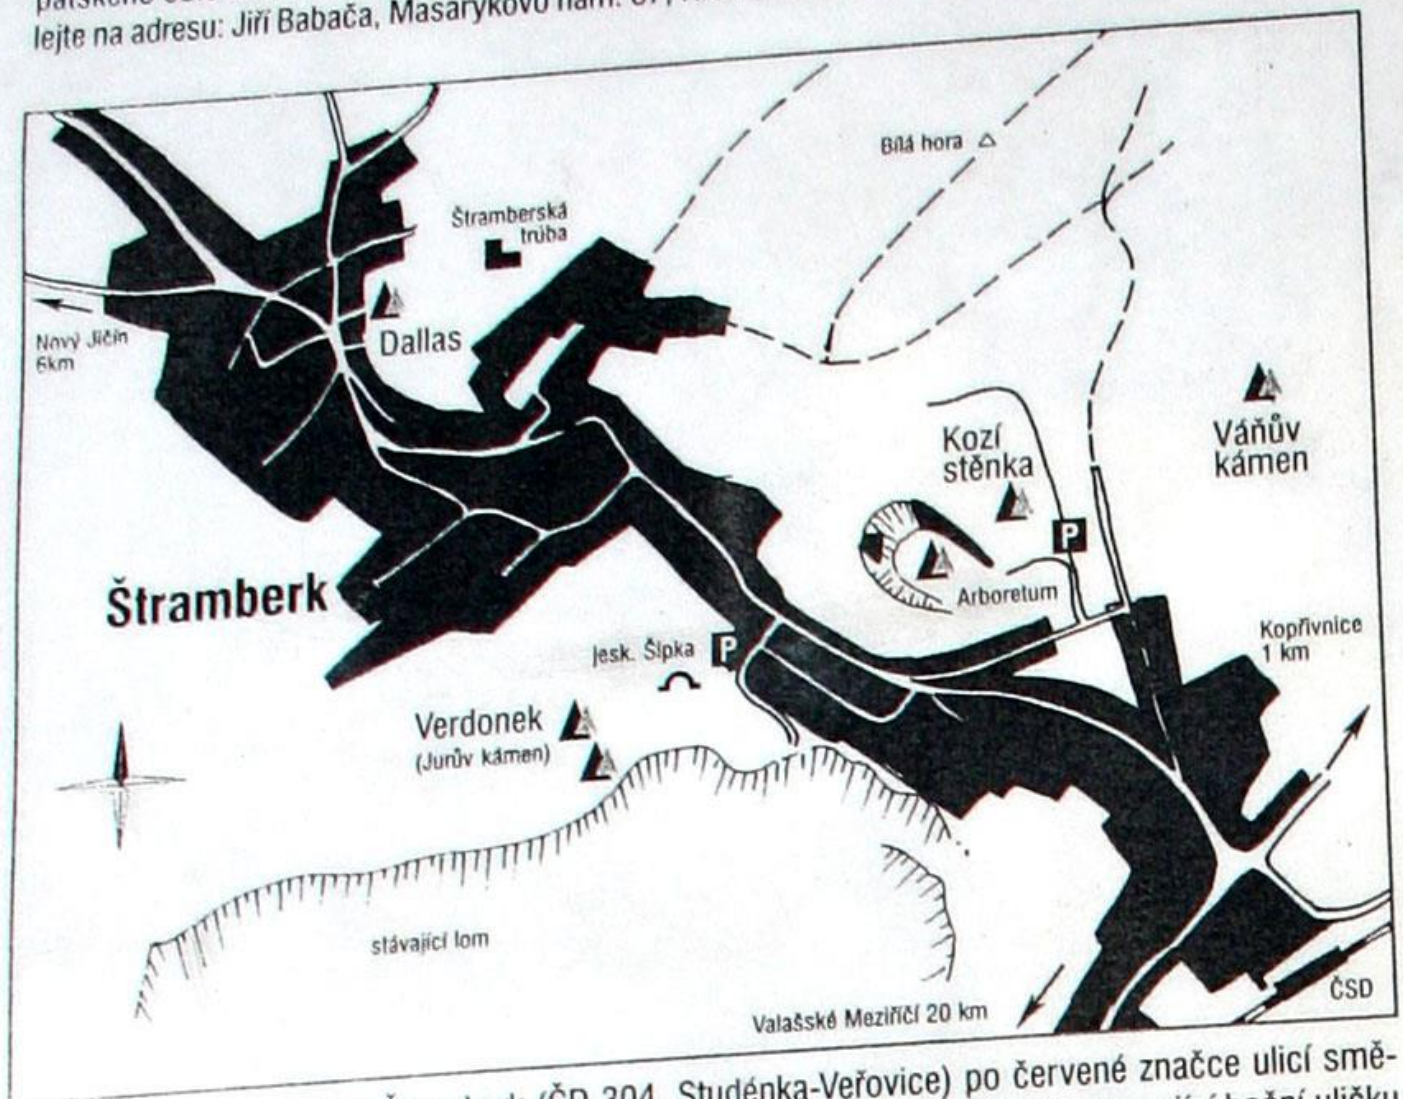 lejte na adresu: Jiří Babača, Masarykovo
Bílá hora
Štramberská
trúba
Nový Jičín
6km
Dallas
Kozí
stěnka
Váňův
kámen
P
Štramberk
Arboretum
Kopřivnice
1 km
jesk. Šipka
P
Verdonek
(Jurův kámen)
stávající lom
Valašské Meziříčí 20 km
ČSD
(ČD 304, Studénka-Veřovice) po červené značce ulicí smě-